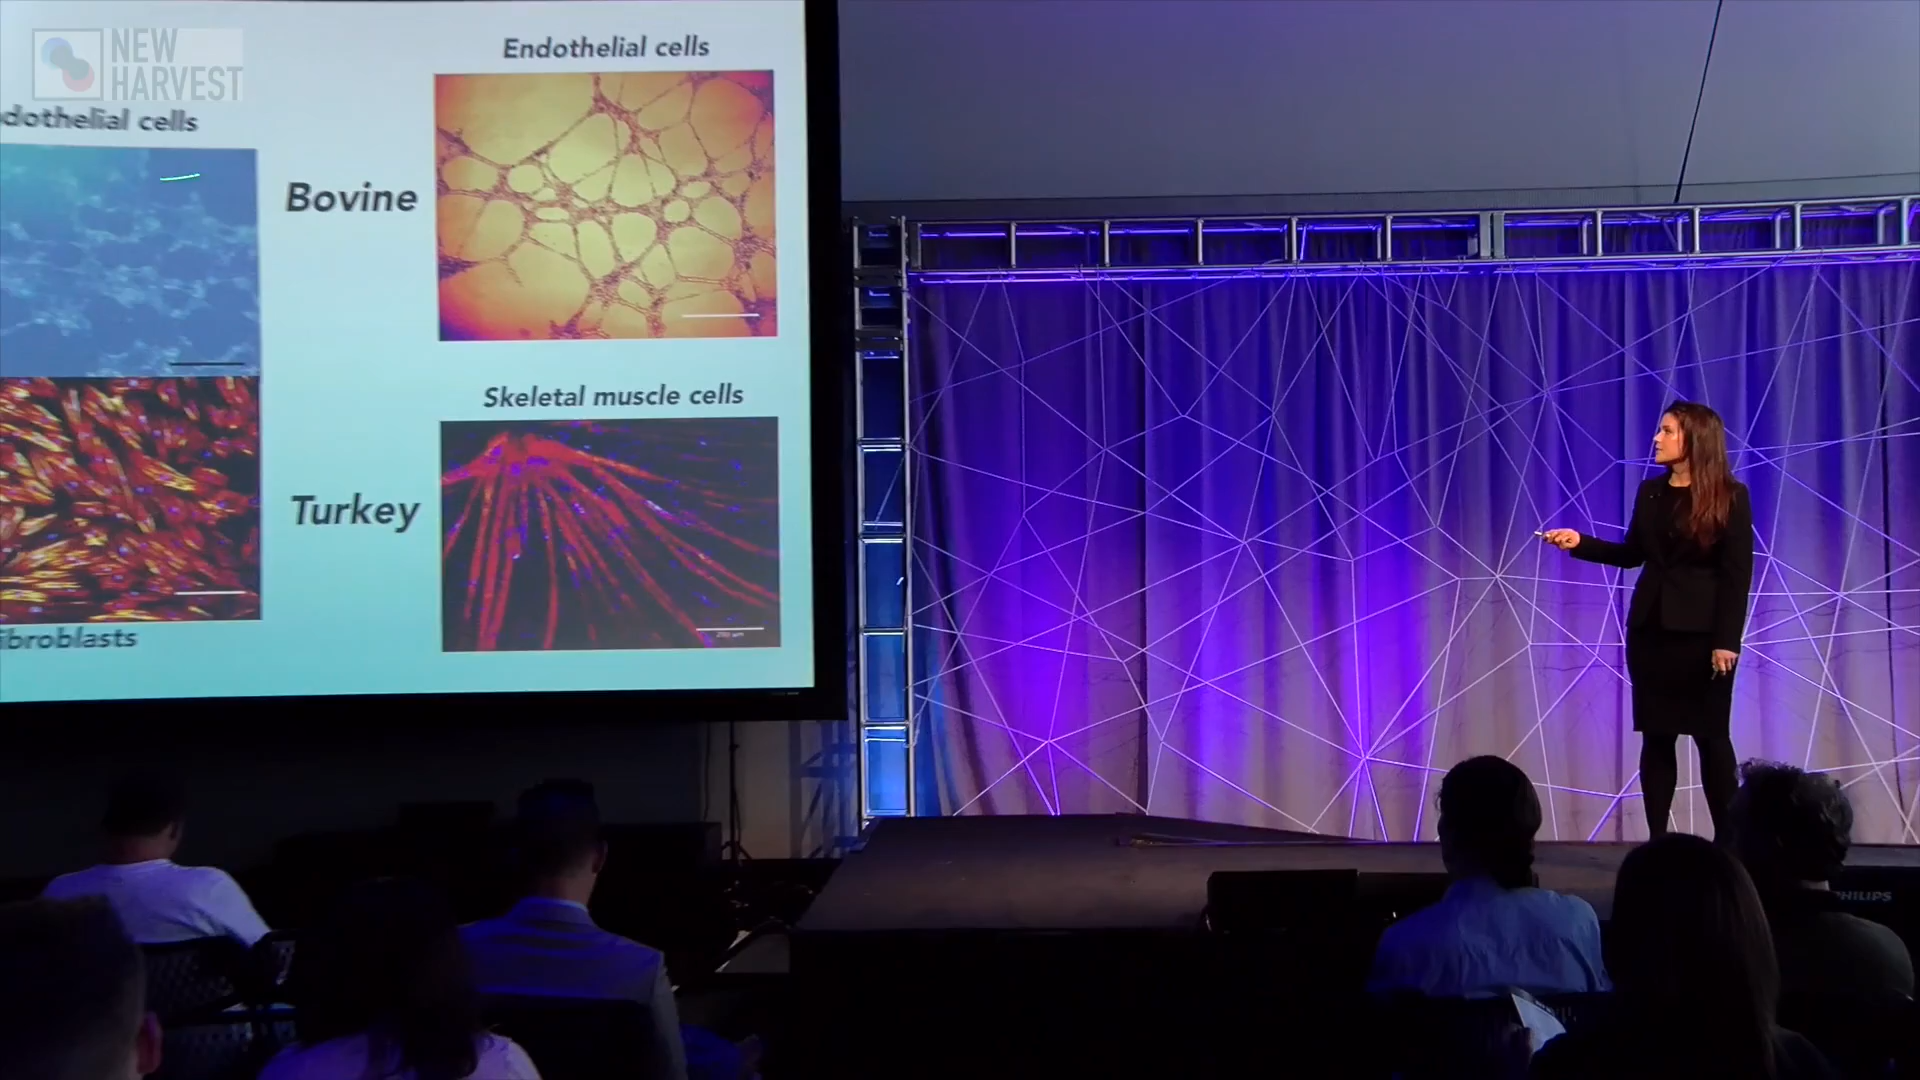 NEW
HARVEST
dothelial cells
Endothelial cells
Bovine
Skeletal muscle cells
Turkey
ibroblasts
PHILIPS